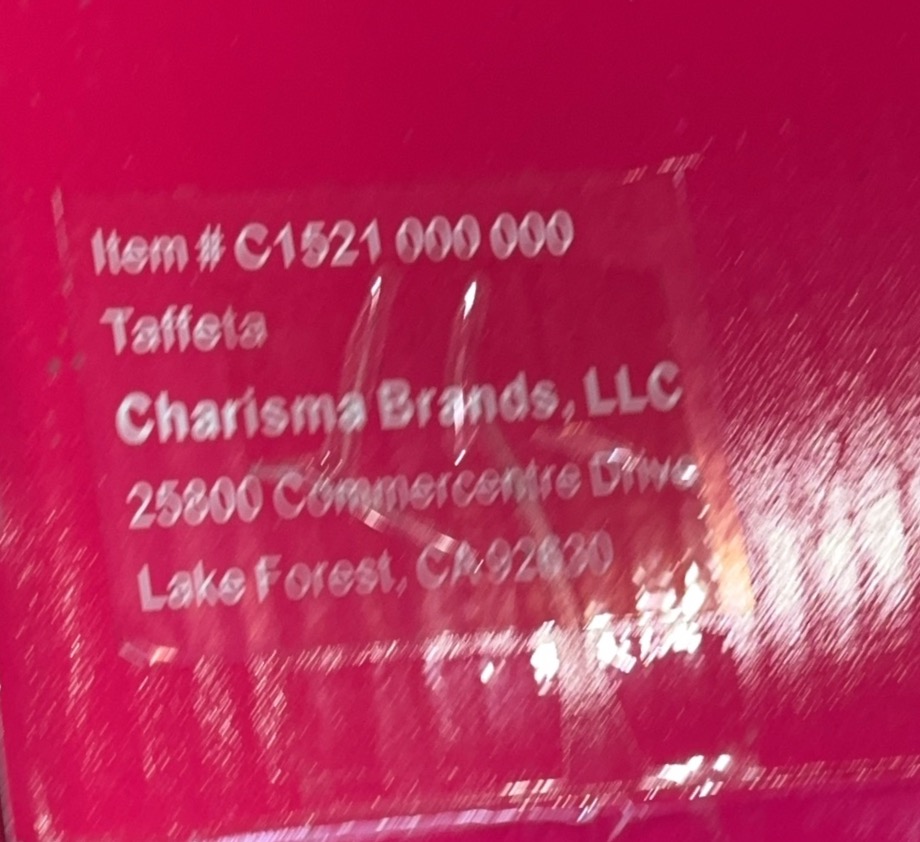 Item # C1521 000 000
Taffeta
Charisma Brands, LLC
25800 Commercentre Drive
Lake Forest, CA 92630